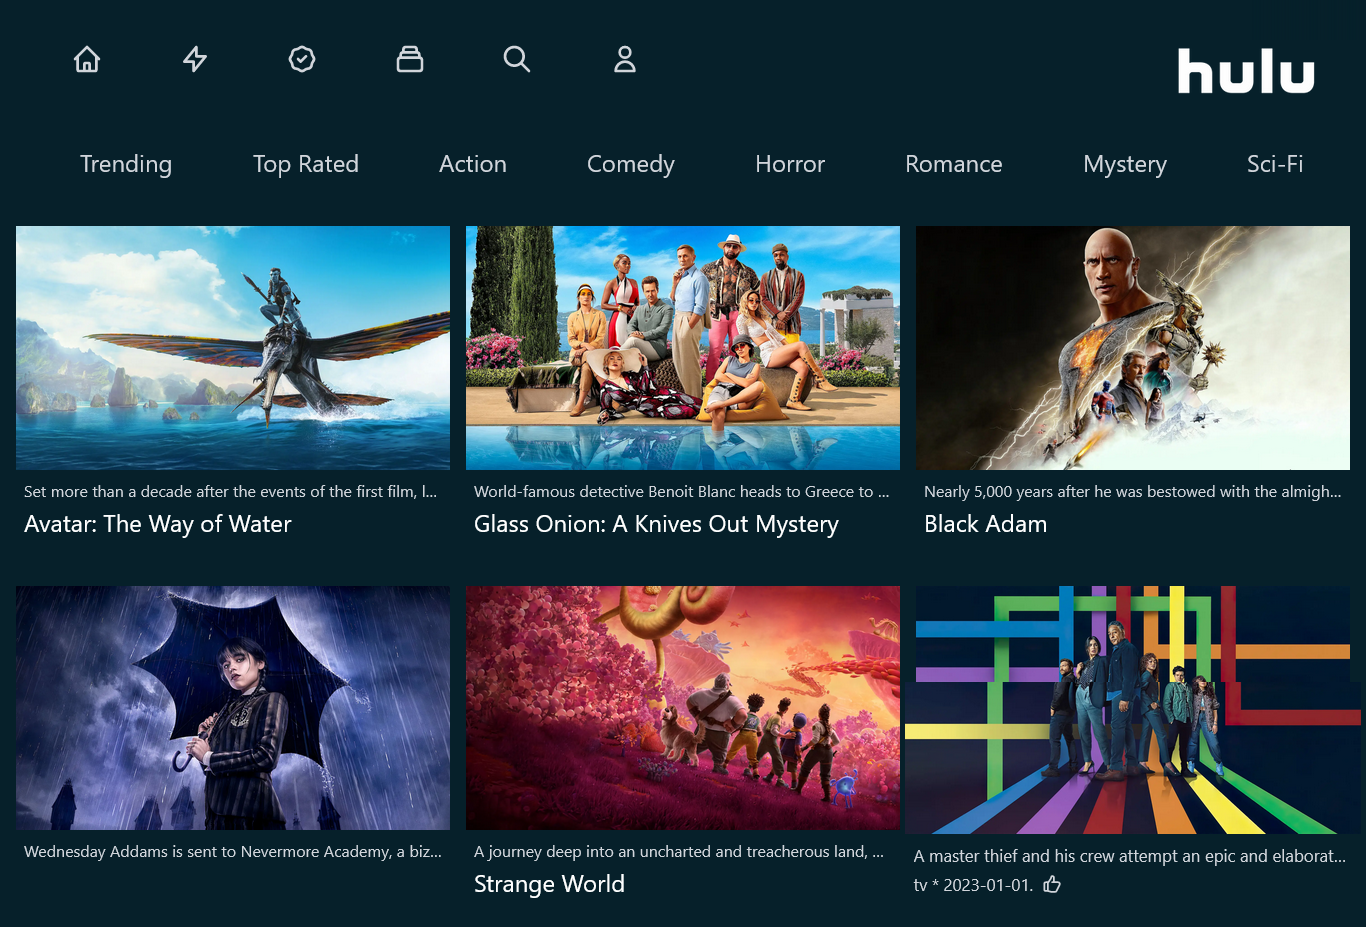 hulu
Trending Top Rated Action Comedy Horror Romance Mystery Sci-Fi
Set more than a decade after the events of the first film, l...
Avatar: The Way of Water
World-famous detective Benoit Blanc heads to Greece to ...
Glass Onion: A Knives Out Mystery
Nearly 5,000 years after he was bestowed with the almigh...
Black Adam
Wednesday Addams is sent to Nevermore Academy, a biz...
A journey deep into an uncharted and treacherous land, ...
Strange World
A master thief and his crew attempt an epic and elaborat...
tv * 2023-01-01.